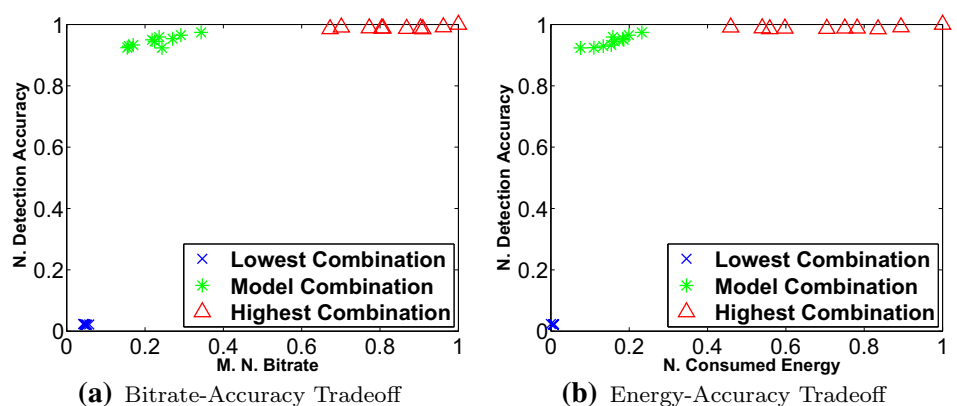 N. Detection Accuracy
1
0.8
0.6
0.4
0.2
0
0 0.2 0.4 0.6 0.8 1
M. N. Bitrate
Lowest Combination
Model Combination
Highest Combination
(a) Bitrate-Accuracy Tradeoff
N. Detection Accuracy
1
0.8
0.6
0.4
0.2
0
0 0.2 0.4 0.6 0.8 1
N. Consumed Energy
Lowest Combination
Model Combination
Highest Combination
(b) Energy-Accuracy Tradeoff